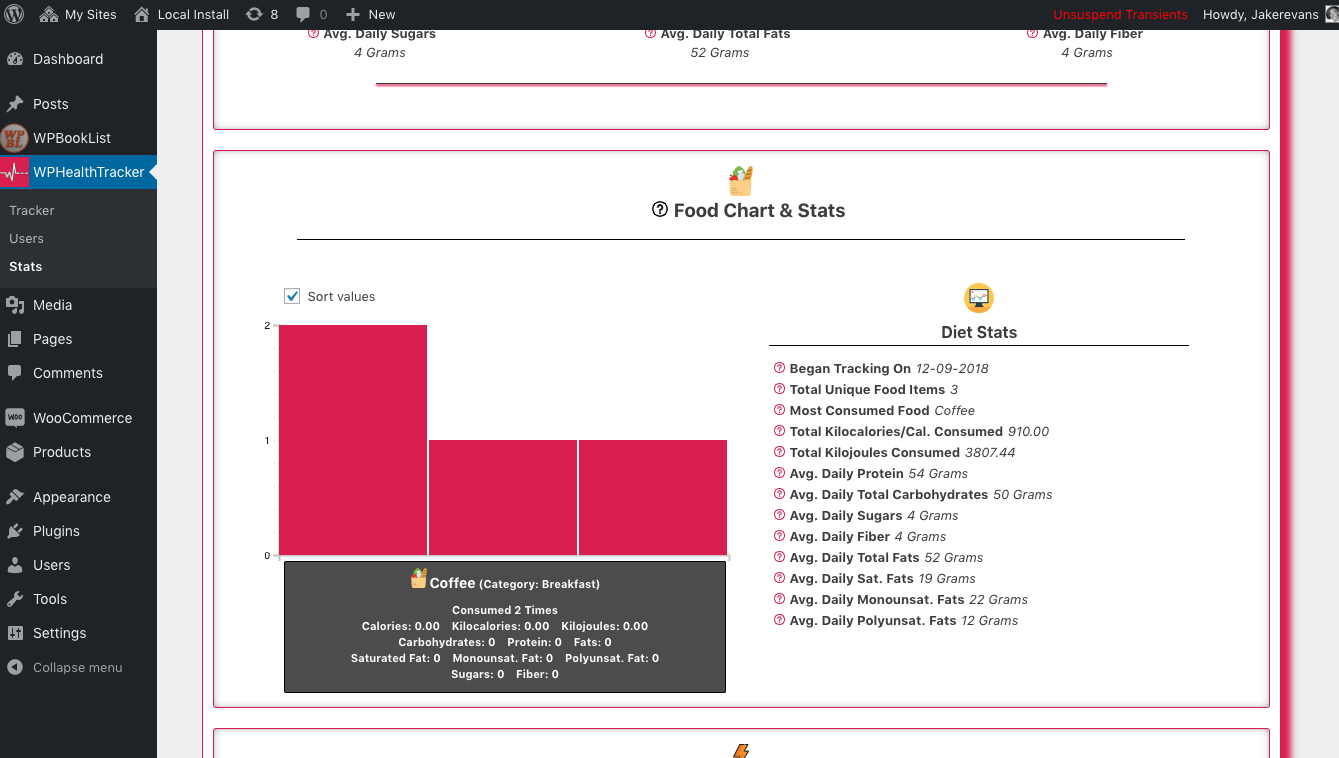 My Sites Local Install 8 0 New Unsuspend Transients Howdy, Jakerevans
Dashboard
Posts
WPBookList
WPHealthTracker
Tracker
Users
Stats
Media
Pages
Comments
WooCommerce
Products
Appearance
Plugins
Users
Tools
Settings
Collapse menu
Avg. Daily Sugars Avg. Daily Total Fats Avg. Daily Fiber
4 Grams 52 Grams 4 Grams
Food Chart & Stats
Sort values
2
1
0
Coffee (Category: Breakfast)
Consumed 2 Times
Calories: 0.00 Kilocalories: 0.00 Kilojoules: 0.00
Carbohydrates: 0 Protein: 0 Fats: 0
Saturated Fat: 0 Monounsat. Fat: 0 Polyunsat. Fat: 0
Sugars: 0 Fiber: 0
Diet Stats
Began Tracking On 12-09-2018
Total Unique Food Items 3
Most Consumed Food Coffee
Total Kilocalories/Cal. Consumed 910.00
Total Kilojoules Consumed 3807.44
Avg. Daily Protein 54 Grams
Avg. Daily Total Carbohydrates 50 Grams
Avg. Daily Sugars 4 Grams
Avg. Daily Fiber 4 Grams
Avg. Daily Total Fats 52 Grams
Avg. Daily Sat. Fats 19 Grams
Avg. Daily Monounsat. Fats 22 Grams
Avg. Daily Polyunsat. Fats 12 Grams